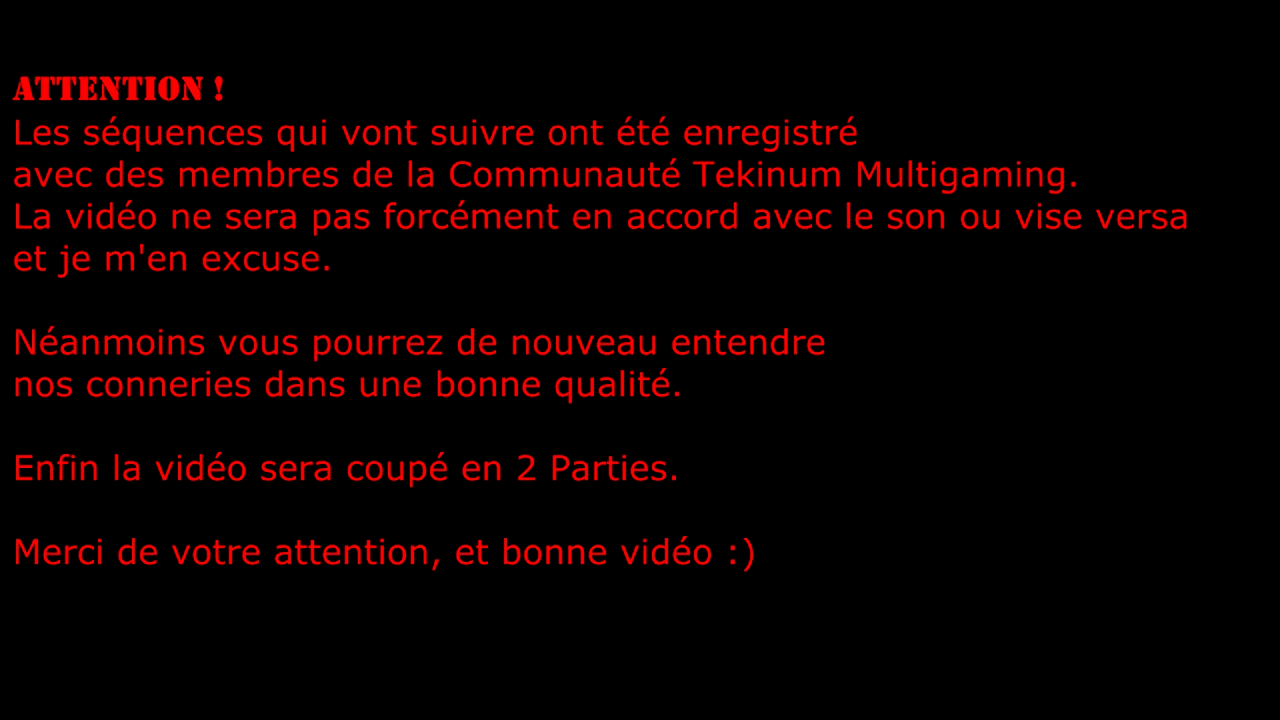 ATTENTION !
Les séquences qui vont suivre ont été enregistré
avec des membres de la Communauté Tekinum Multigaming.
La vidéo ne sera pas forcément en accord avec le son ou vise versa
et je m'en excuse.
Néanmoins vous pourrez de nouveau entendre
nos conneries dans une bonne qualité.
Enfin la vidéo sera coupé en 2 Parties.
Merci de votre attention, et bonne vidéo :)